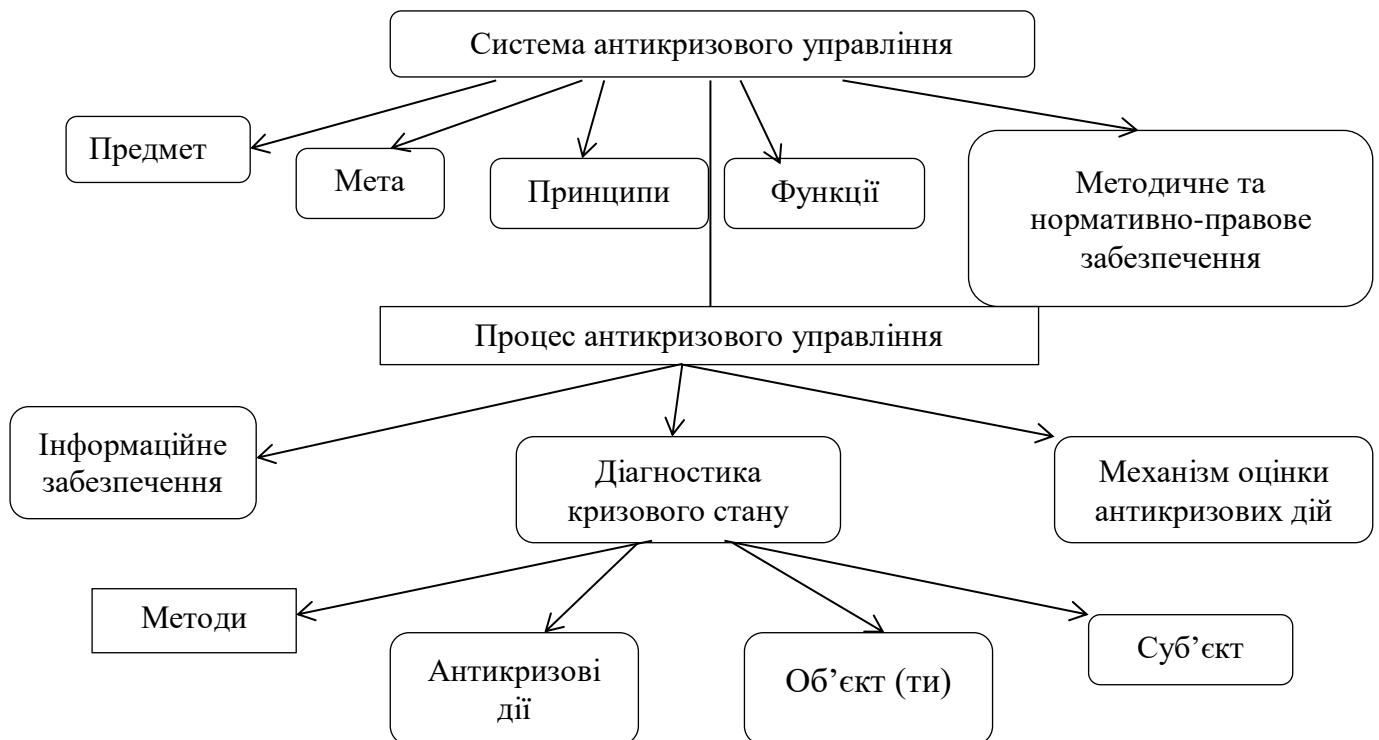 Система антикризового управління
Предмет
Мета
Принципи
Функції
Методичне та
нормативно-правове
забезпечення
Процес антикризового управління
Інформаційне
забезпечення
Діагностика
кризового стану
Механізм оцінки
антикризових дій
Методи
Антикризові
дії
Об’єкт (ти)
Суб’єкт